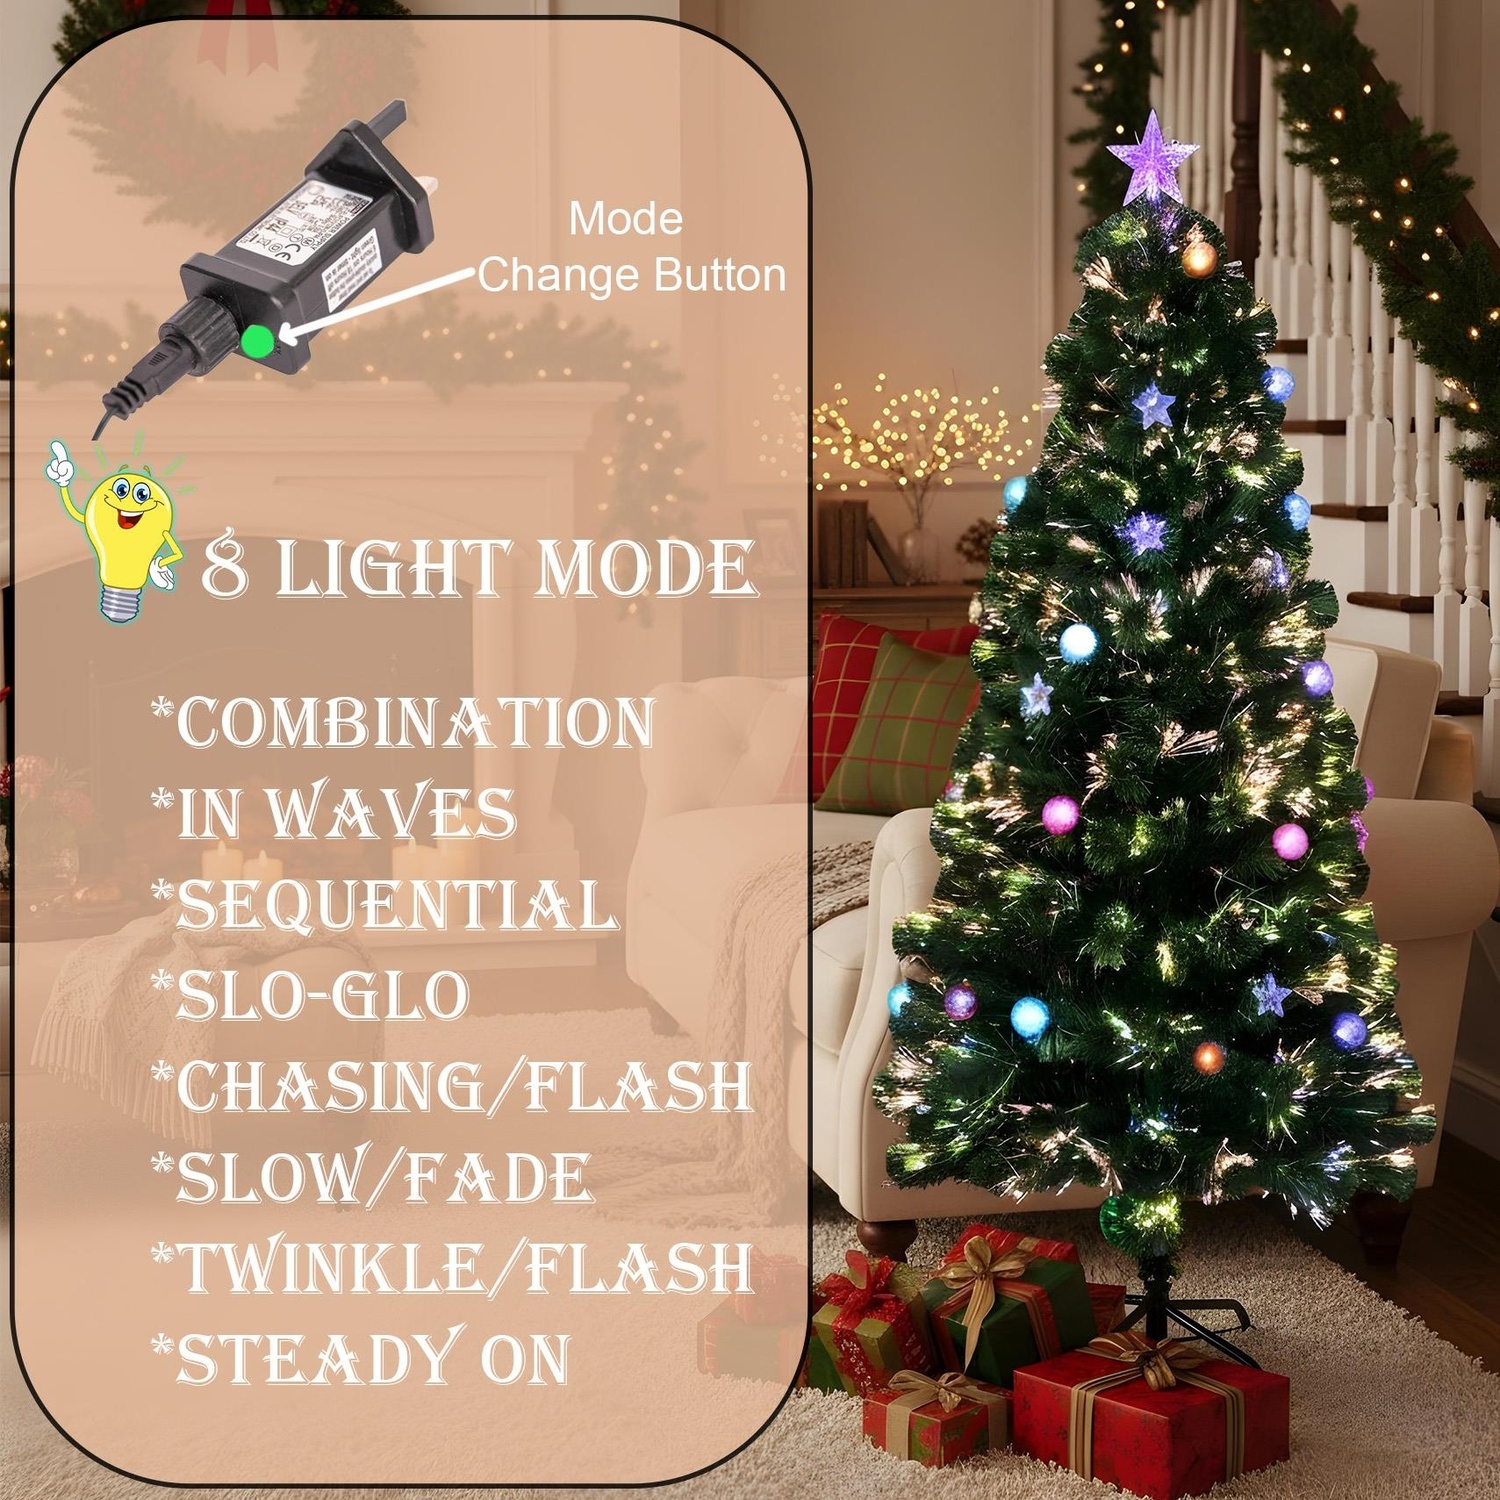 Mode
Change Button
8 LIGHT MODE
*COMBINATION
*IN WAVES
*SEQUENTIAL
*SLO-GLO
*CHASING/FLASH
*SLOW/FADE
*TWINKLE/FLASH
*STEADY ON